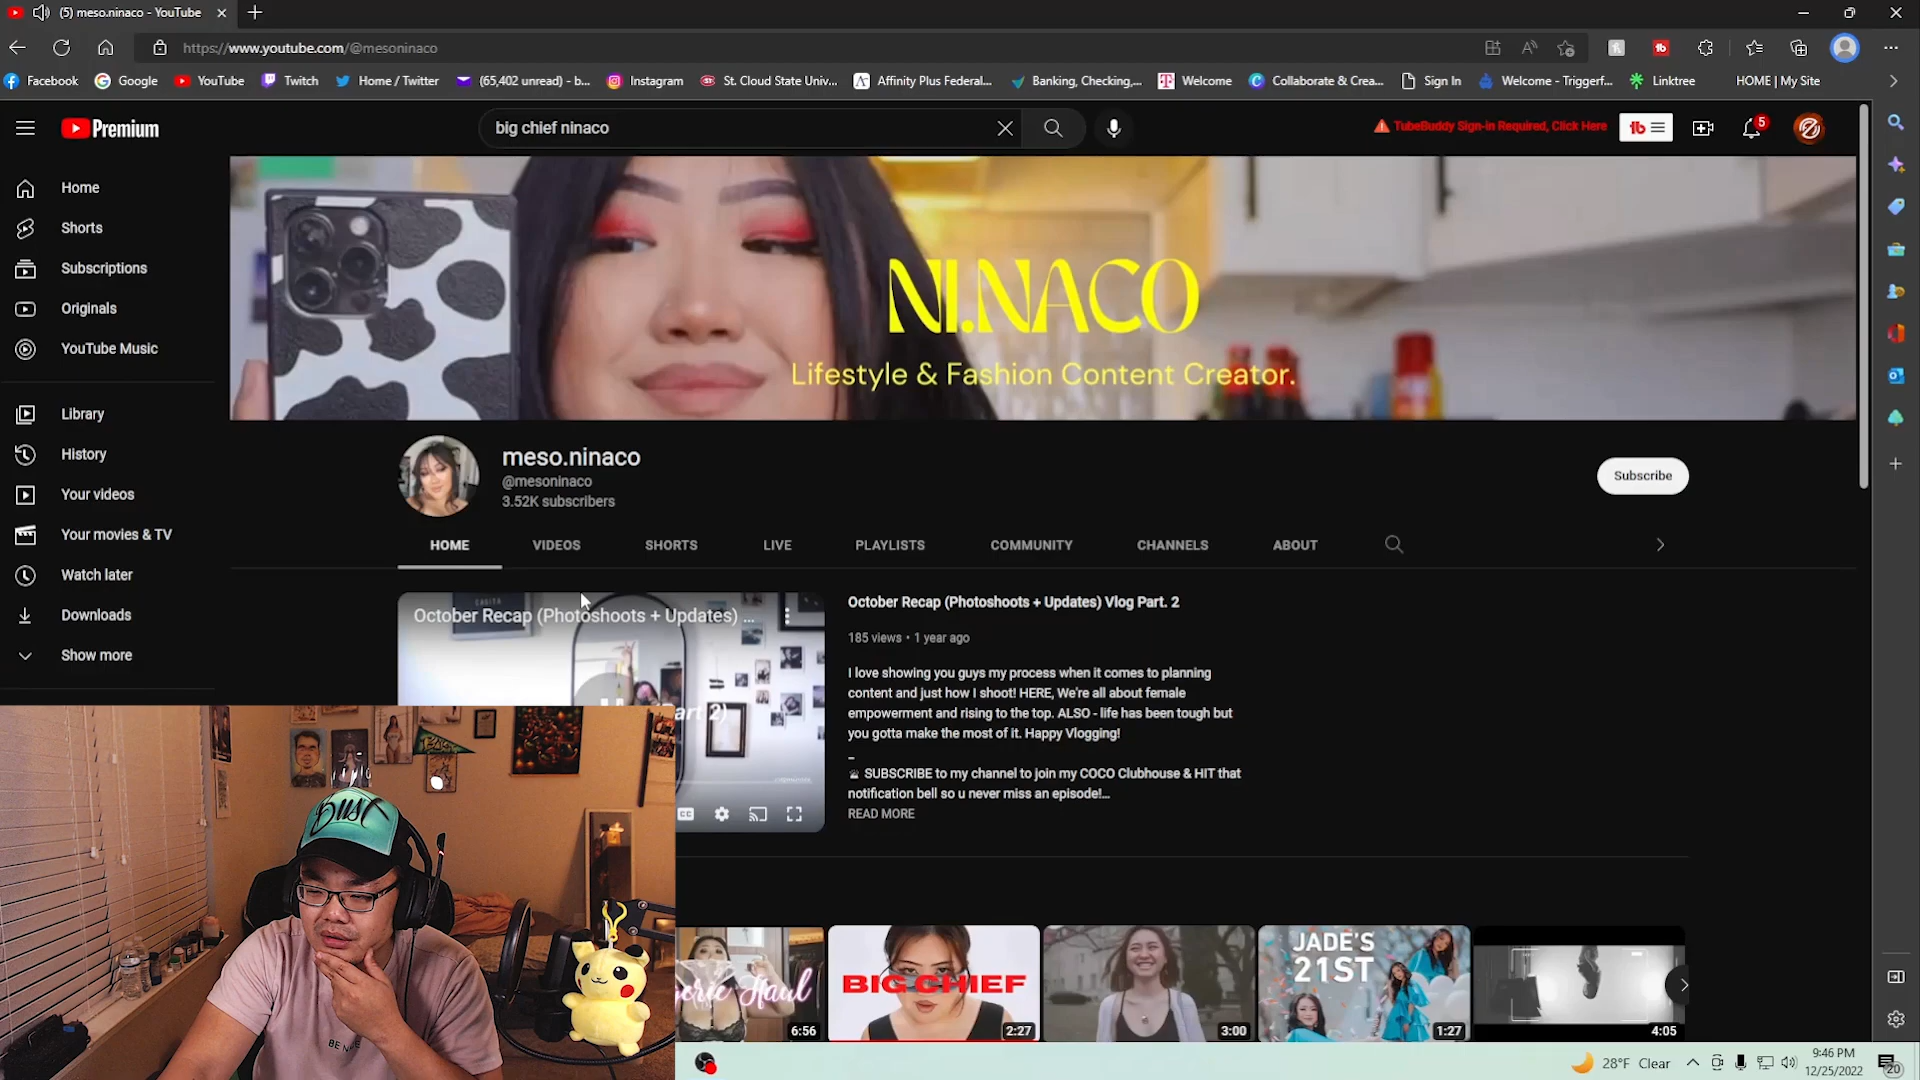 (5) meso.ninaco - YouTube
https://www.youtube.com/@mesoninaco
Facebook Google YouTube Twitch Home / Twitter (65,402 unread) - b... Instagram St. Cloud State Univ... Affinity Plus Federal... Banking, Checking,... Welcome Collaborate & Crea... Sign In Welcome - Triggerf... Linktree HOME | My Site
Premium
big chief ninaco
TubeBuddy Sign-in Required, Click Here
tb
5
Home
Shorts
Subscriptions
Originals
YouTube Music
Library
History
Your videos
Your movies & TV
Watch later
Downloads
Show more
NI.NACO
Lifestyle & Fashion Content Creator.
meso.ninaco
@mesoninaco
3.52K subscribers
Subscribe
HOME VIDEOS SHORTS LIVE PLAYLISTS COMMUNITY CHANNELS ABOUT
October Recap (Photoshoots + Updates) ...
CC
October Recap (Photoshoots + Updates) Vlog Part. 2
185 views • 1 year ago
I love showing you guys my process when it comes to planning
content and just how I shoot! HERE, We're all about female
empowerment and rising to the top. ALSO - life has been tough but
you gotta make the most of it. Happy Vlogging!
–
SUBSCRIBE to my channel to join my COCO Clubhouse & HIT that
notification bell so u never miss an episode!...
READ MORE
Bust
Haul
6:56
BIG CHIEF
2:27
3:00
JADE'S
21ST
1:27
4:05
28°F Clear
9:46 PM
12/25/2022
20